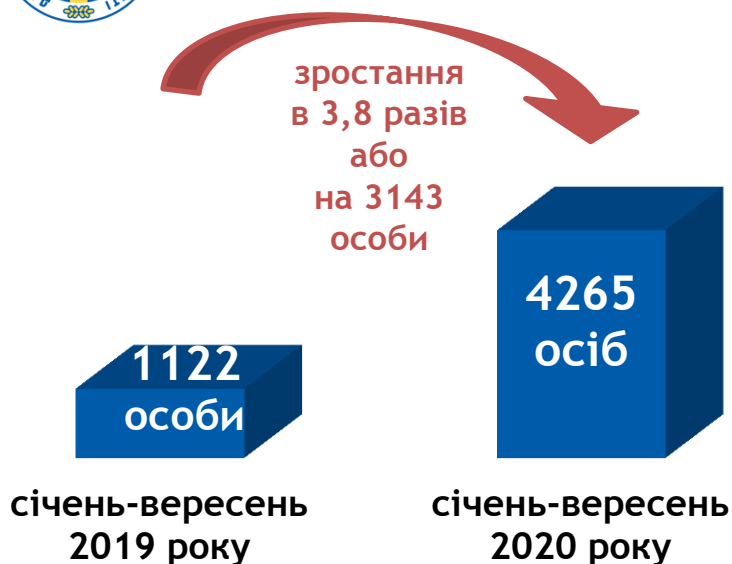 зростання
в 3,8 разів
або
на 3143
особи
4265
осіб
1122
особи
січень-вересень
2019 року
січень-вересень
2020 року